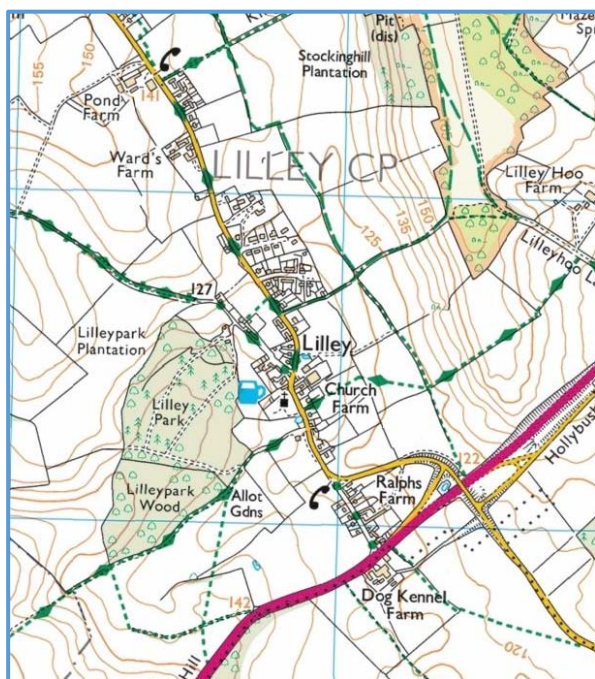 155
150
Pit
(dis)
Stockinghill
Plantation
Pond
Farm
141
Ward's
Farm
LILLEY CP
Lilley Hoo
Farm
150
135
125
127
Lilleypark
Plantation
Lilley
Lilley
Park
Church
Farm
Lilleypark
Wood
Allot
Gdns
Ralphs
Farm
122
142
Dog Kennel
Farm
Hill
120